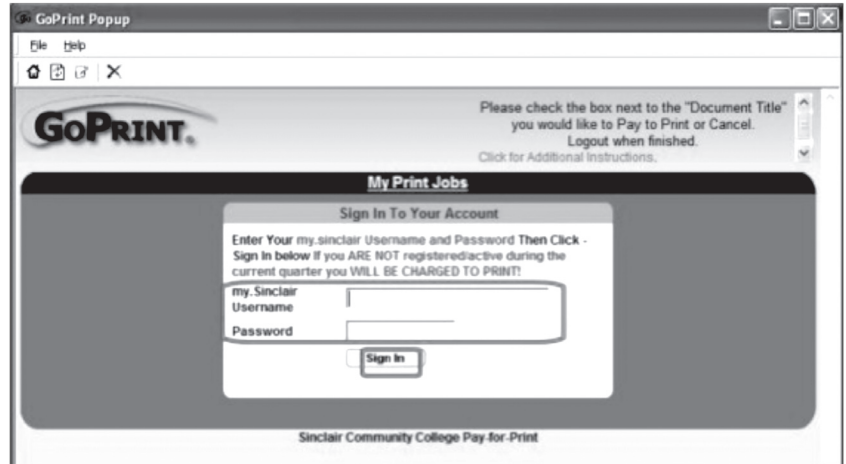 GoPrint Popup
File Help
GOPRINT.
Please check the box next to the "Document Title"
you would like to Pay to Print or Cancel.
Logout when finished.
Click for Additional Instructions.
My Print Jobs
Sign In To Your Account
Enter Your my.sinclair Username and Password Then Click -
Sign In below If you ARE NOT registered/active during the
current quarter you WILL BE CHARGED TO PRINT!
my.Sinclair
Username
Password
Sign In
Sinclair Community College Pay-for-Print